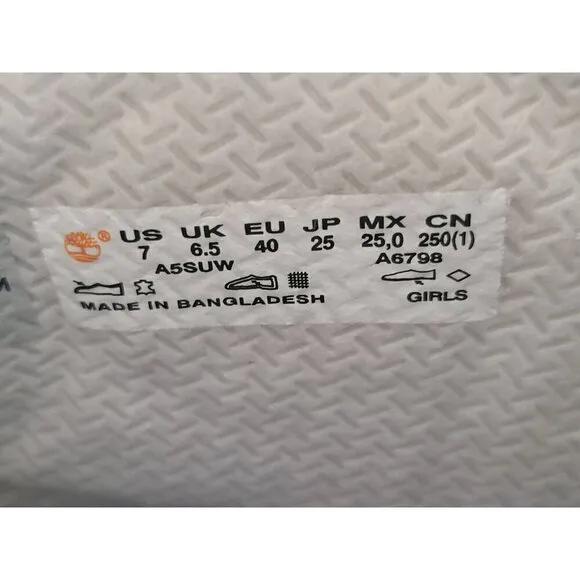 ® US UK EU JP MX CN
7 6.5 40 25 25,0 250(1)
A5SUW A6798
MADE IN BANGLADESH GIRLS